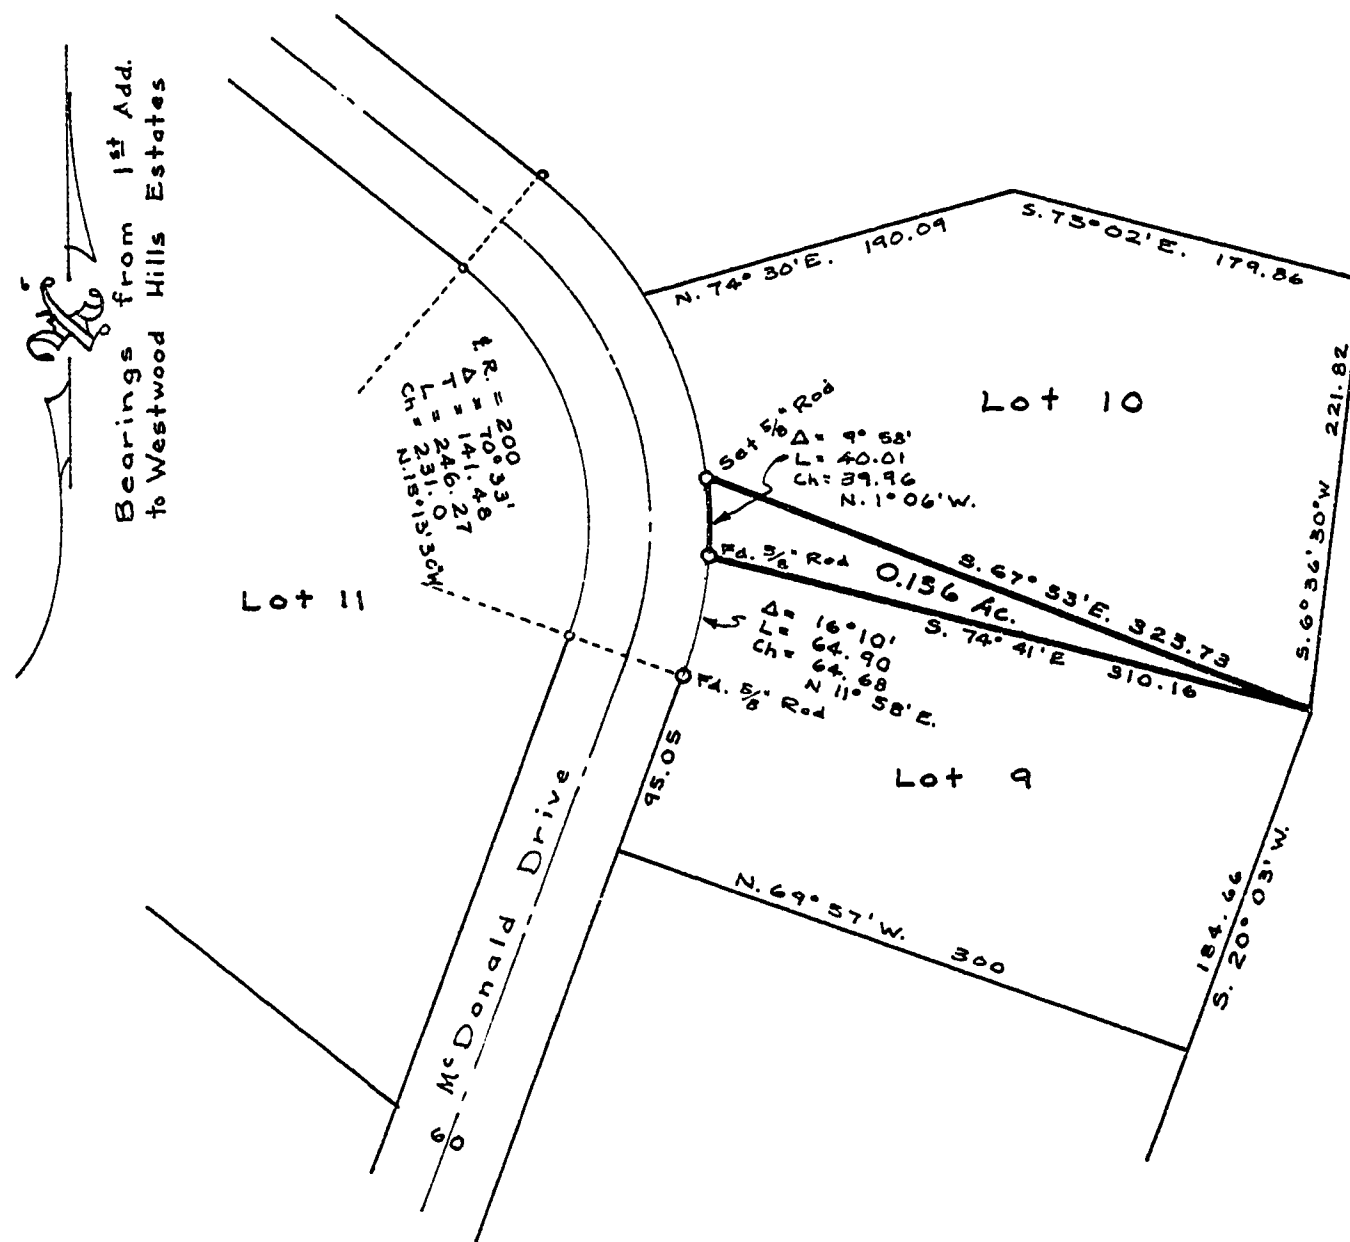 Bearings from 1st Add.
to Westwood Hills Estates
N. 74° 30' E. 190.09
S. 73° 02' E. 179.86
Lot 10
S. 6° 36' 30" W 221.82
₠ R. = 200
Δ = 70° 33'
T = 141.48
L = 246.27
Ch = 231.0
N. 15° 13' 30" W
Set 5/8" Rod
Δ = 9° 58'
L = 40.01
Ch = 39.96
N. 1° 06' W.
Fd. 5/8" Rod
S. 67° 33' E. 323.73
0.136 Ac.
S. 74° 41' E 310.16
Lot 11
Δ = 16° 10'
L = 64.90
Ch = 64.68
N 11° 58' E.
Fd. 5/8" Rod
95.05
Lot 9
N. 69° 57' W. 300
184.66
S. 20° 03' W.
McDonald Drive
60